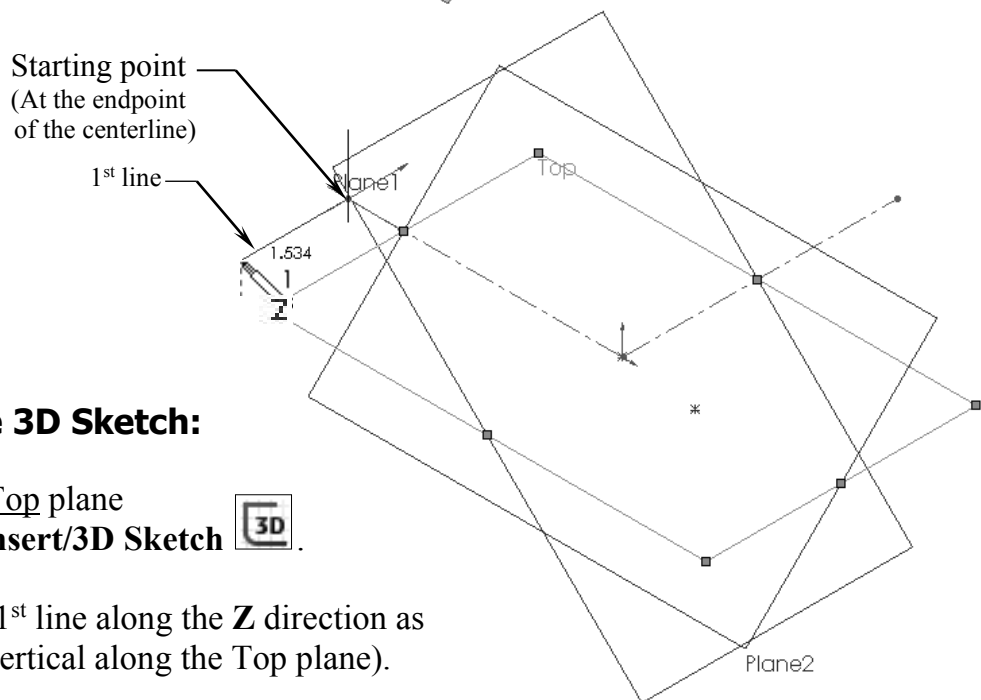 Starting point
(At the endpoint
of the centerline)
1st line
Plane1
Top
1.534
Z
3D Sketch:
Top plane
nsert/3D Sketch 3D.
1st line along the Z direction as
ertical along the Top plane).
Plane2